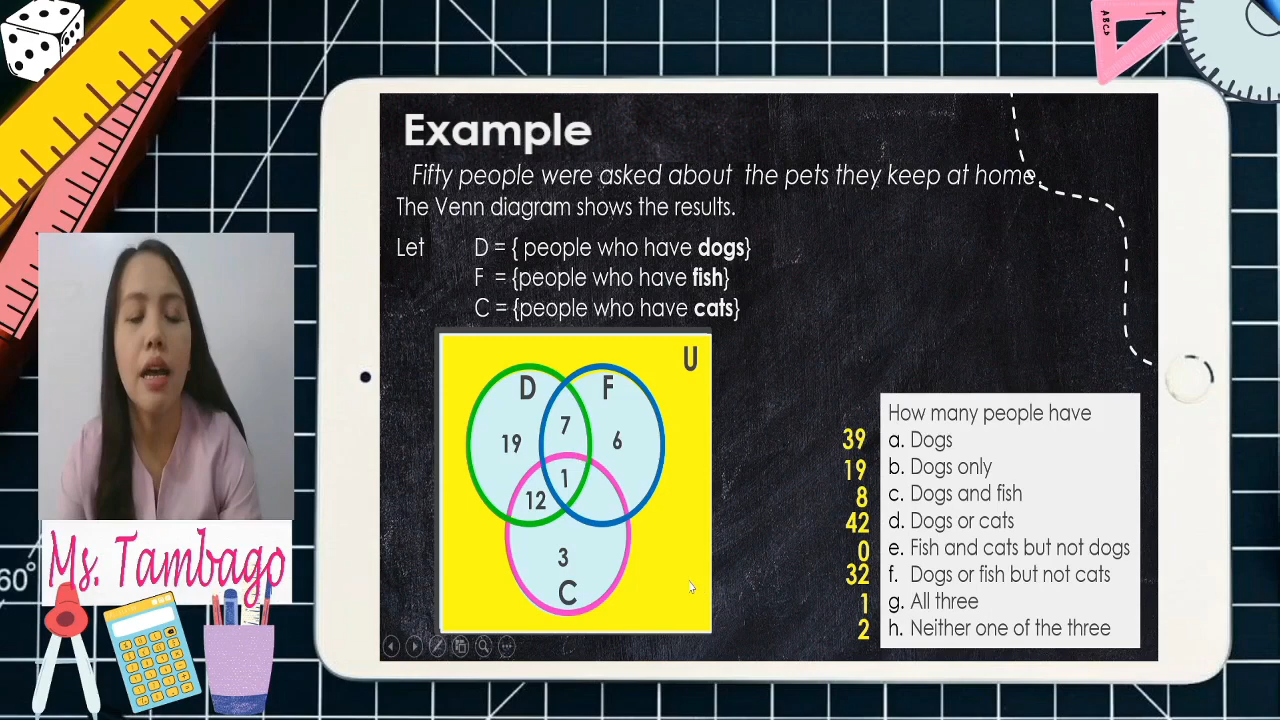 Example
Fifty people were asked about the pets they keep at home.
The Venn diagram shows the results.
Let D = { people who have dogs}
F = {people who have fish}
C = {people who have cats}
U
D F
7
19 6
1
12
3
C
How many people have
39 a. Dogs
19 b. Dogs only
8 c. Dogs and fish
42 d. Dogs or cats
0 e. Fish and cats but not dogs
32 f. Dogs or fish but not cats
1 g. All three
2 h. Neither one of the three
Ms. Tambago
60°
ABCD